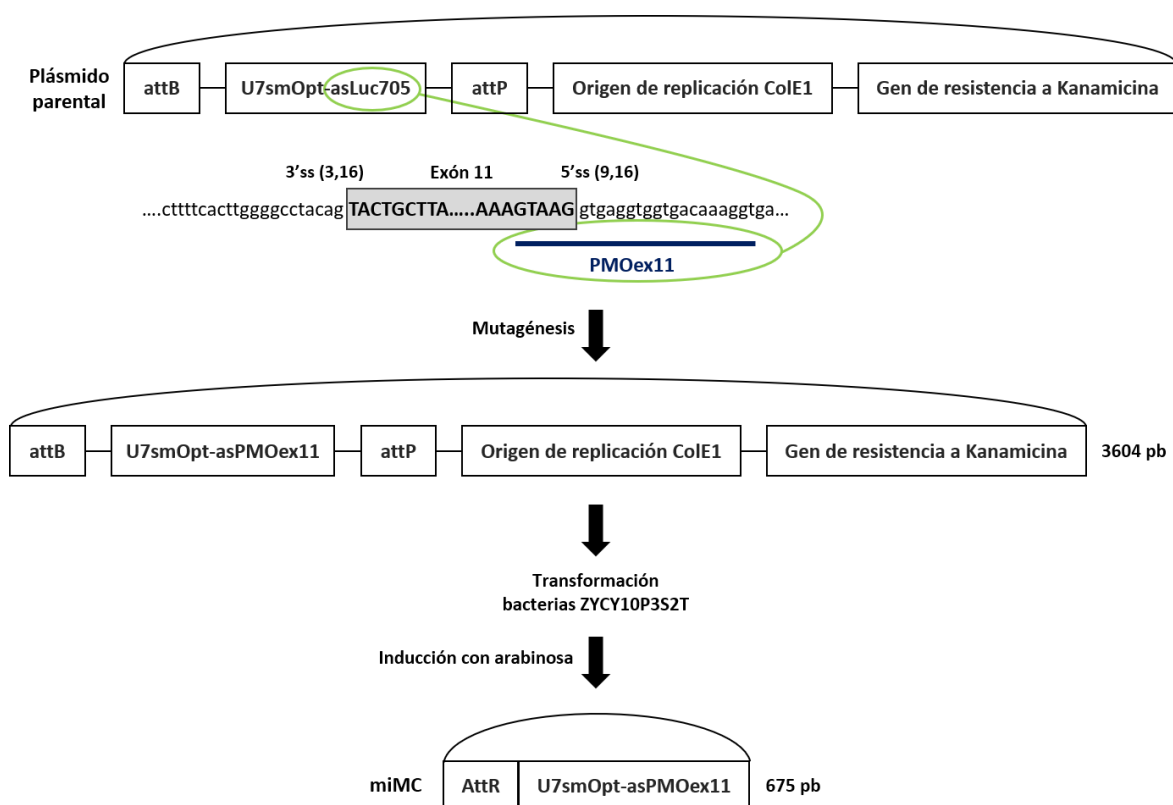 Plásmido parental
attB U7smOpt-asLuc705 attP Origen de replicación ColE1 Gen de resistencia a Kanamicina
3'ss (3,16) Exón 11 5'ss (9,16)
....cttttcacttggggcctacag TACTGCTTA.....AAAGTAAG gtgaggtggtgacaaaggtga...
PMOex11
Mutagénesis
attB U7smOpt-asPMOex11 attP Origen de replicación ColE1 Gen de resistencia a Kanamicina 3604 pb
Transformación
bacterias ZYCY10P3S2T
Inducción con arabinosa
miMC AttR U7smOpt-asPMOex11 675 pb